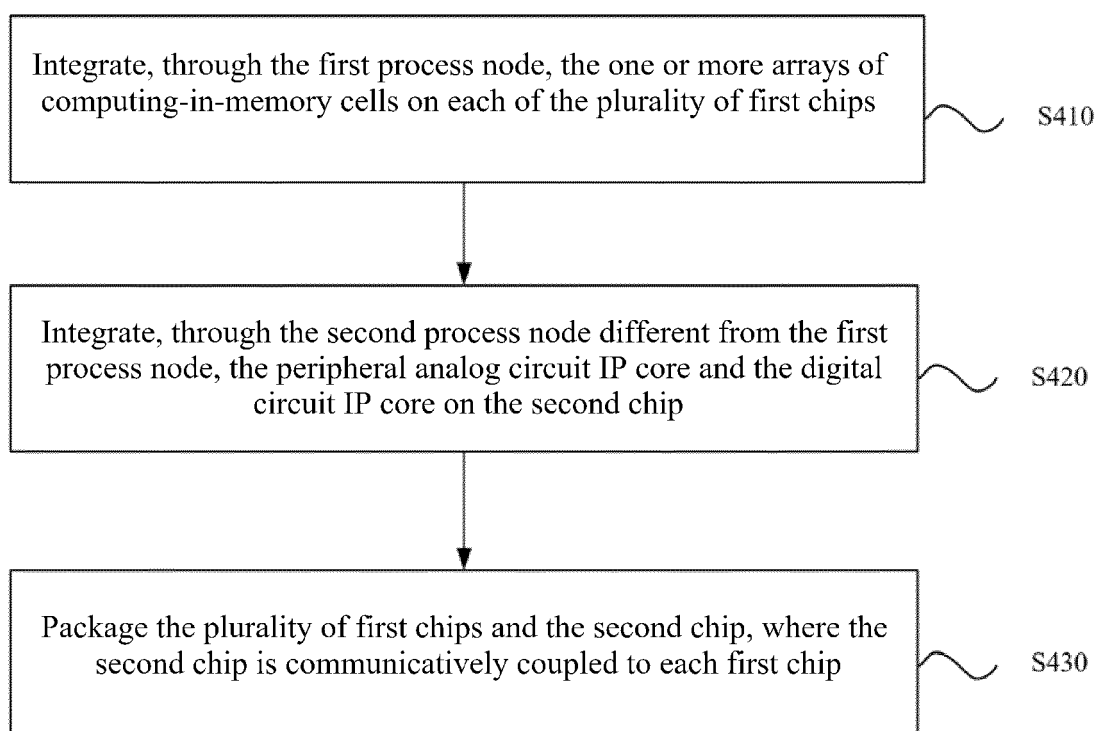 Integrate, through the first process node, the one or more arrays of
computing-in-memory cells on each of the plurality of first chips
S410
Integrate, through the second process node different from the first
process node, the peripheral analog circuit IP core and the digital
circuit IP core on the second chip
S420
Package the plurality of first chips and the second chip, where the
second chip is communicatively coupled to each first chip
S430